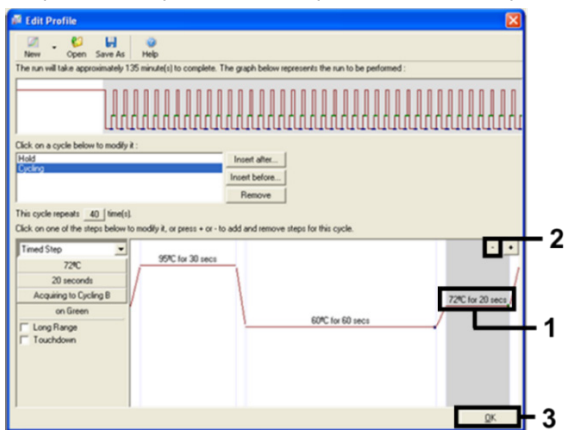 Edit Profile
New Open Save As Help
The run will take approximately 135 minute(s) to complete. The graph below represents the run to be performed :
Click on a cycle below to modify it :
Hold
Cycling
Insert after...
Insert before...
Remove
This cycle repeats 40 time(s).
Click on one of the steps below to modify it, or press + or - to add and remove steps for this cycle.
Timed Step
- +
2
72ºC
20 seconds
Acquiring to Cycling B
on Green
Long Range
Touchdown
95ºC for 30 secs
60ºC for 60 secs
72ºC for 20 secs
1
OK
3